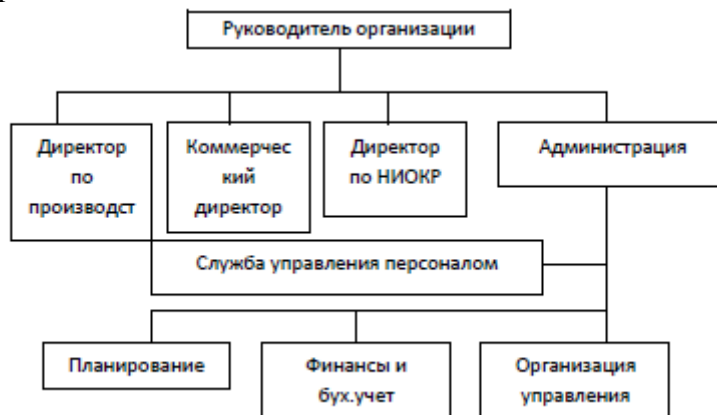 Руководитель организации
Директор
по
производст
Коммерчес
кий
директор
Директор
по НИОКР
Администрация
Служба управления персоналом
Планирование
Финансы и
бух.учет
Организация
управления